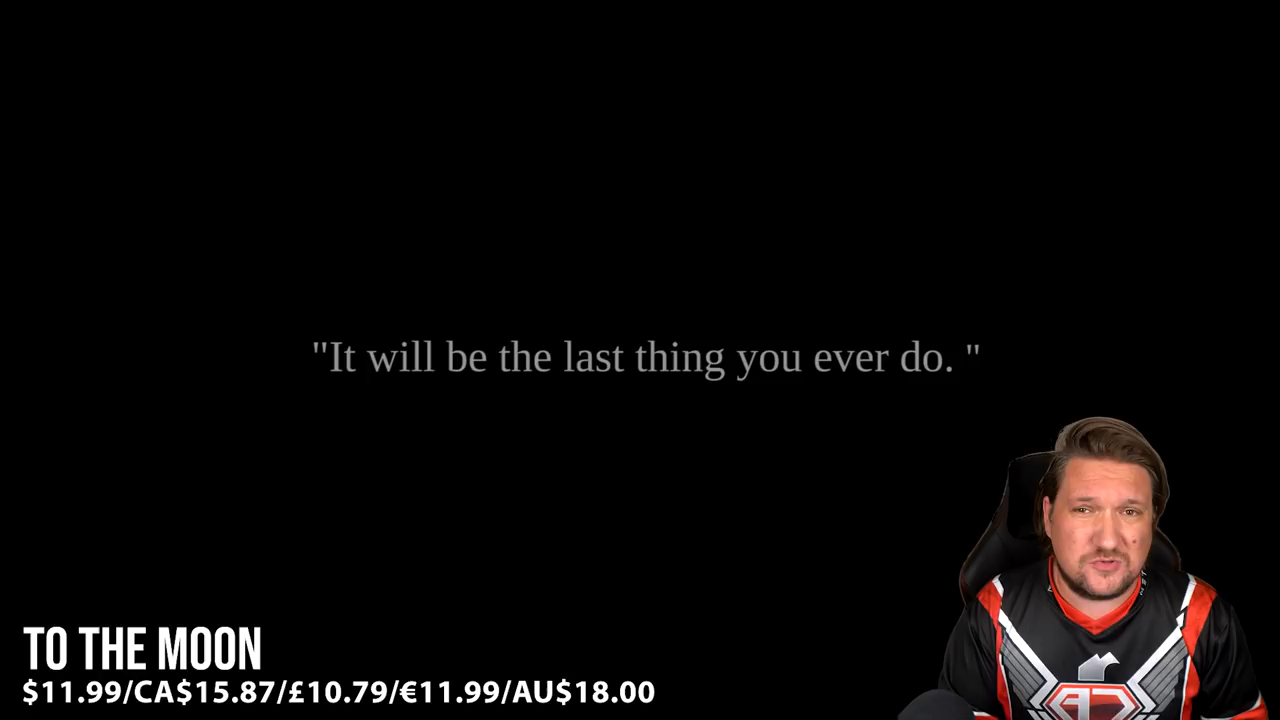 "It will be the last thing you ever do. "
TO THE MOON
$11.99/CA$15.87/£10.79/€11.99/AU$18.00